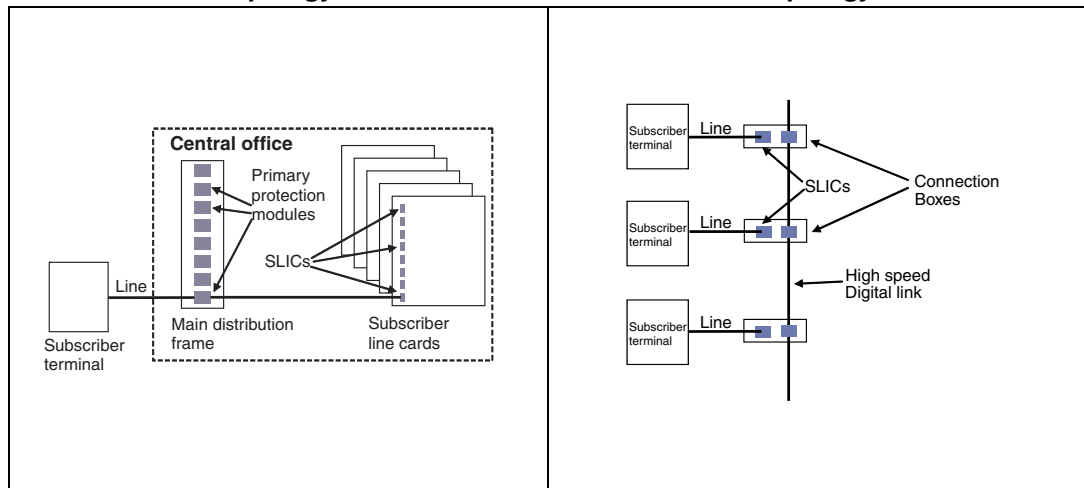 Central office
Primary
protection
modules
SLICs
Line
Main distribution
frame
Subscriber
line cards
Subscriber
terminal
Subscriber
terminal
Line
SLICs
Connection
Boxes
Subscriber
terminal
Line
High speed
Digital link
Subscriber
terminal
Line